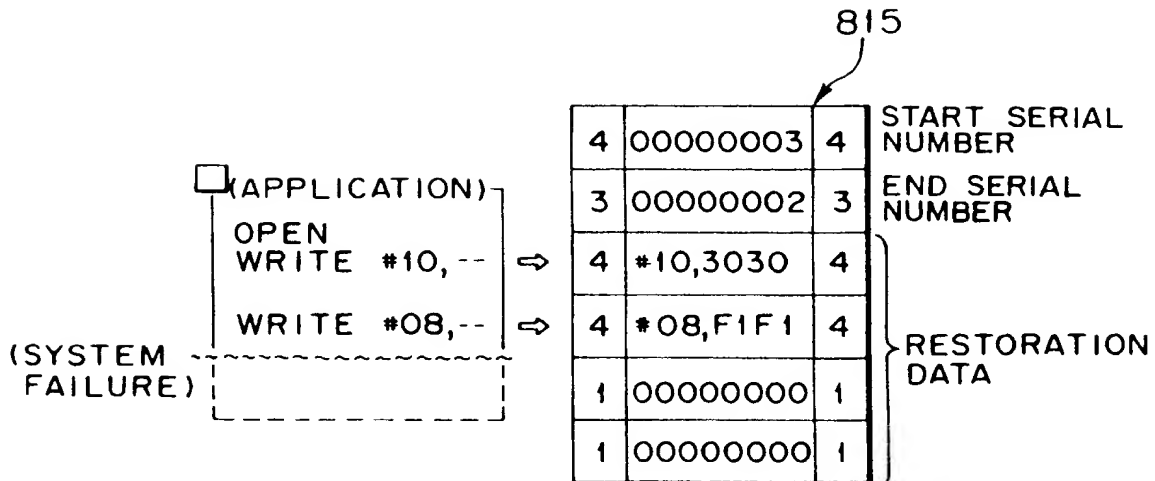 815
4 00000003 4 START SERIAL
NUMBER
3 00000002 3 END SERIAL
NUMBER
(APPLICATION)
OPEN
WRITE #10,-- ⇨ 4 #10,3030 4
WRITE #08,-- ⇨ 4 #08,F1F1 4
(SYSTEM
FAILURE)
RESTORATION
DATA
1 00000000 1
1 00000000 1